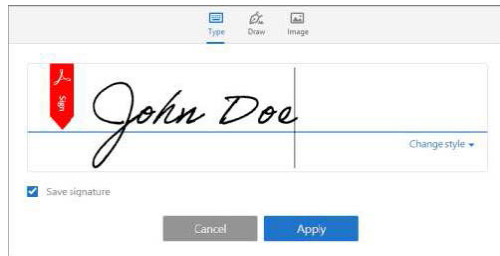 Type Draw Image
Sign
John Doe
Change style
Save signature
Cancel Apply